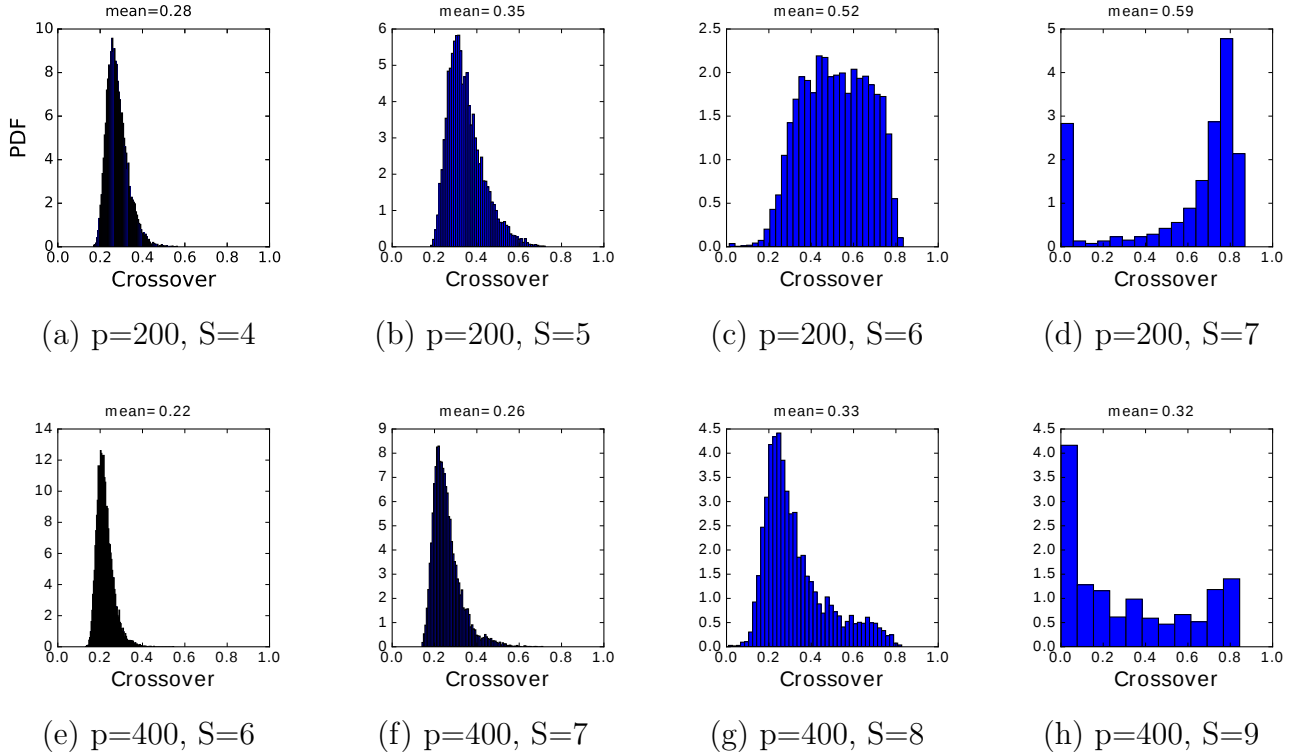 mean=0.28 mean=0.35 mean=0.52 mean=0.59
10 6 2.5 5
8 5 2.0 4
6 4 1.5 3
4 3 1.0 2
2 2 0.5 1
0 1 0.0 0
0
PDF
0.0 0.2 0.4 0.6 0.8 1.0 0.0 0.2 0.4 0.6 0.8 1.0 0.0 0.2 0.4 0.6 0.8 1.0 0.0 0.2 0.4 0.6 0.8 1.0
Crossover Crossover Crossover Crossover
(a) p=200, S=4 (b) p=200, S=5 (c) p=200, S=6 (d) p=200, S=7
mean=0.22 mean=0.26 mean=0.33 mean=0.32
14 9 4.5 4.5
12 8 4.0 4.0
10 7 3.5 3.5
8 6 3.0 3.0
6 5 2.5 2.5
4 4 2.0 2.0
2 3 1.5 1.5
0 2 1.0 1.0
1 0.5 0.5
0 0.0 0.0
0.0 0.2 0.4 0.6 0.8 1.0 0.0 0.2 0.4 0.6 0.8 1.0 0.0 0.2 0.4 0.6 0.8 1.0 0.0 0.2 0.4 0.6 0.8 1.0
Crossover Crossover Crossover Crossover
(e) p=400, S=6 (f) p=400, S=7 (g) p=400, S=8 (h) p=400, S=9